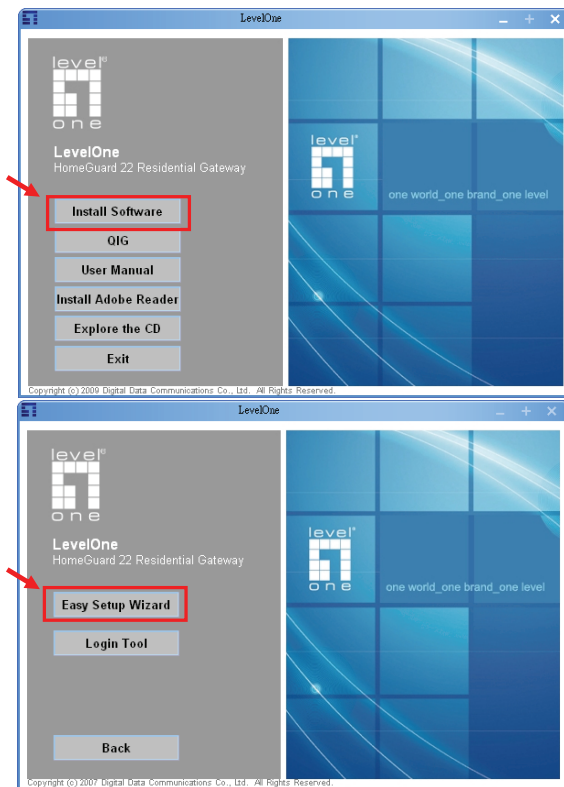 LevelOne
level®
one
LevelOne
HomeGuard 22 Residential Gateway
Install Software
QIG
User Manual
Install Adobe Reader
Explore the CD
Exit
level®
one
one world_one brand_one level
Copyright (c) 2009 Digital Data Communications Co., Ltd. All Rights Reserved.
LevelOne
level®
one
LevelOne
HomeGuard 22 Residential Gateway
Easy Setup Wizard
Login Tool
Back
level®
one
one world_one brand_one level
Copyright (c) 2007 Digital Data Communications Co., Ltd. All Rights Reserved.